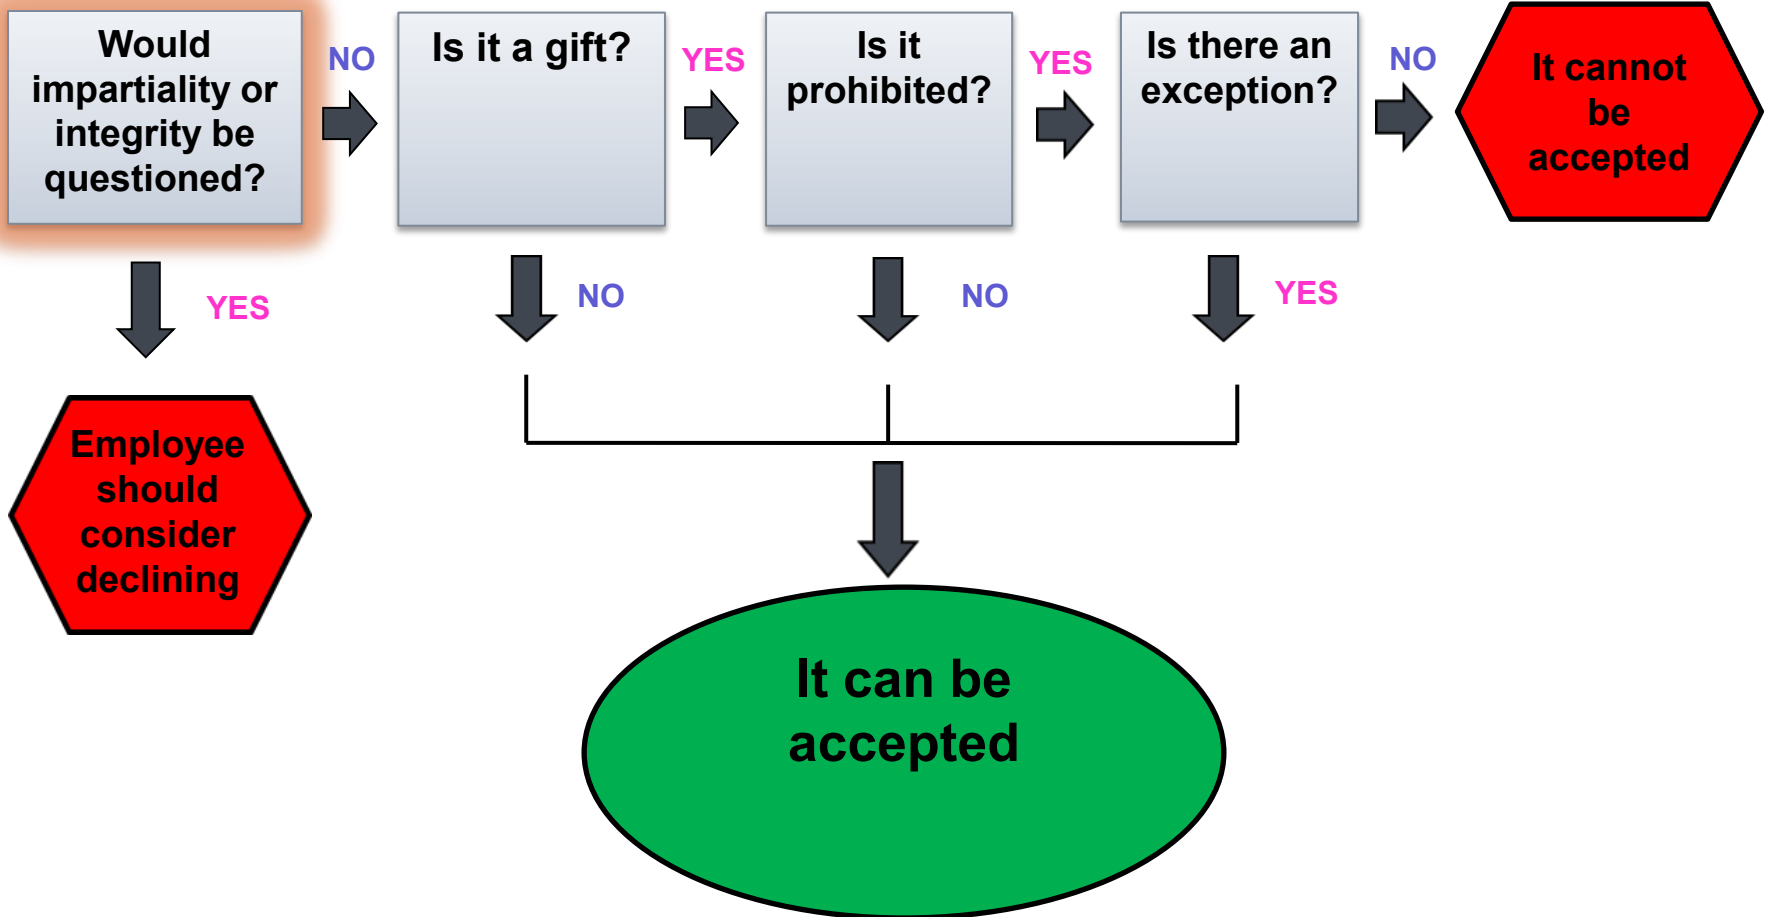 Would
impartiality or
integrity be
questioned?
NO
Is it a gift?
YES
Is it
prohibited?
YES
Is there an
exception?
NO
It cannot
be
accepted
YES
NO
NO
YES
Employee
should
consider
declining
It can be
accepted